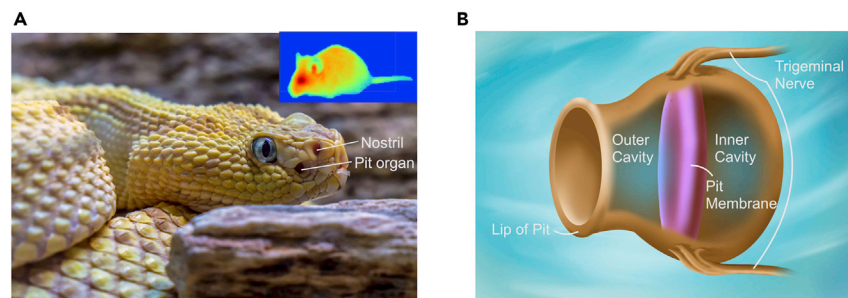 A
Nostril
Pit organ
B
Trigeminal
Nerve
Outer
Cavity
Inner
Cavity
Pit
Membrane
Lip of Pit